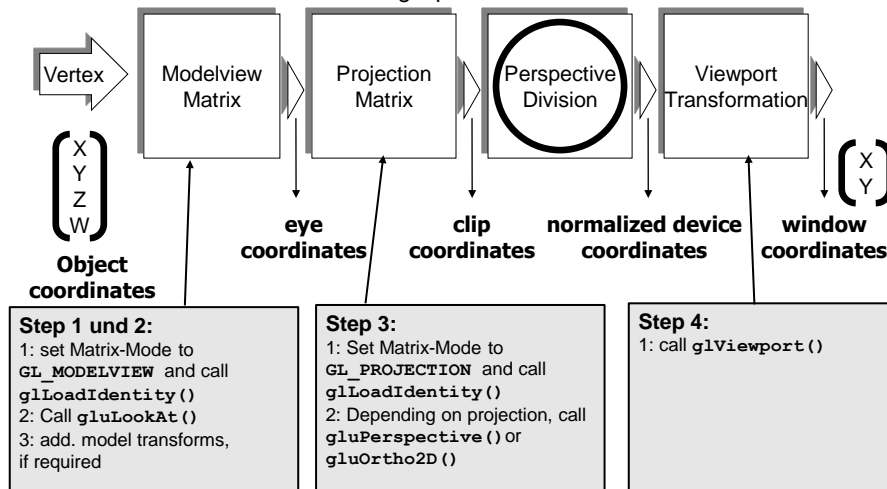 Vertex
Modelview
Matrix
Projection
Matrix
Perspective
Division
Viewport
Transformation
X
Y
Z
W
X
Y
Object
coordinates
eye
coordinates
clip
coordinates
normalized device
coordinates
window
coordinates
Step 1 und 2:
1: set Matrix-Mode to
GL_MODELVIEW and call
glLoadIdentity()
2: Call gluLookAt()
3: add. model transforms,
if required
Step 3:
1: Set Matrix-Mode to
GL_PROJECTION and call
glLoadIdentity()
2: Depending on projection, call
gluPerspective() or
gluOrtho2D()
Step 4:
1: call glViewport()